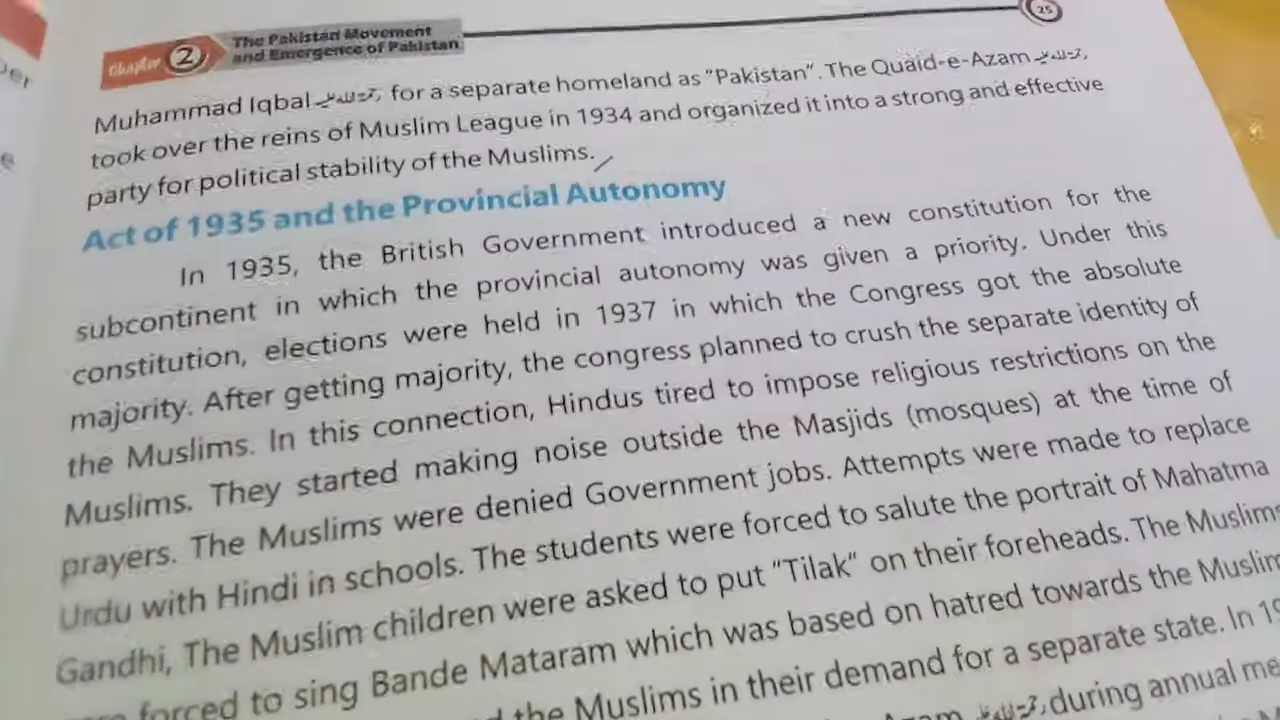 Chapter 2 The Pakistan Movement
and Emergence of Pakistan
25
Muhammad Iqbal رحمۃ اللہ علیہ for a separate homeland as "Pakistan". The Quaid-e-Azam رحمۃ اللہ علیہ
took over the reins of Muslim League in 1934 and organized it into a strong and effective
party for political stability of the Muslims.
Act of 1935 and the Provincial Autonomy
In 1935, the British Government introduced a new constitution for the
subcontinent in which the provincial autonomy was given a priority. Under this
constitution, elections were held in 1937 in which the Congress got the absolute
majority. After getting majority, the congress planned to crush the separate identity of
the Muslims. In this connection, Hindus tired to impose religious restrictions on the
Muslims. They started making noise outside the Masjids (mosques) at the time of
prayers. The Muslims were denied Government jobs. Attempts were made to replace
Urdu with Hindi in schools. The students were forced to salute the portrait of Mahatma
Gandhi, The Muslim children were asked to put "Tilak" on their foreheads. The Muslims
forced to sing Bande Mataram which was based on hatred towards the Muslim
the Muslims in their demand for a separate state. In 19
رحمۃ اللہ علیہ, during annual me